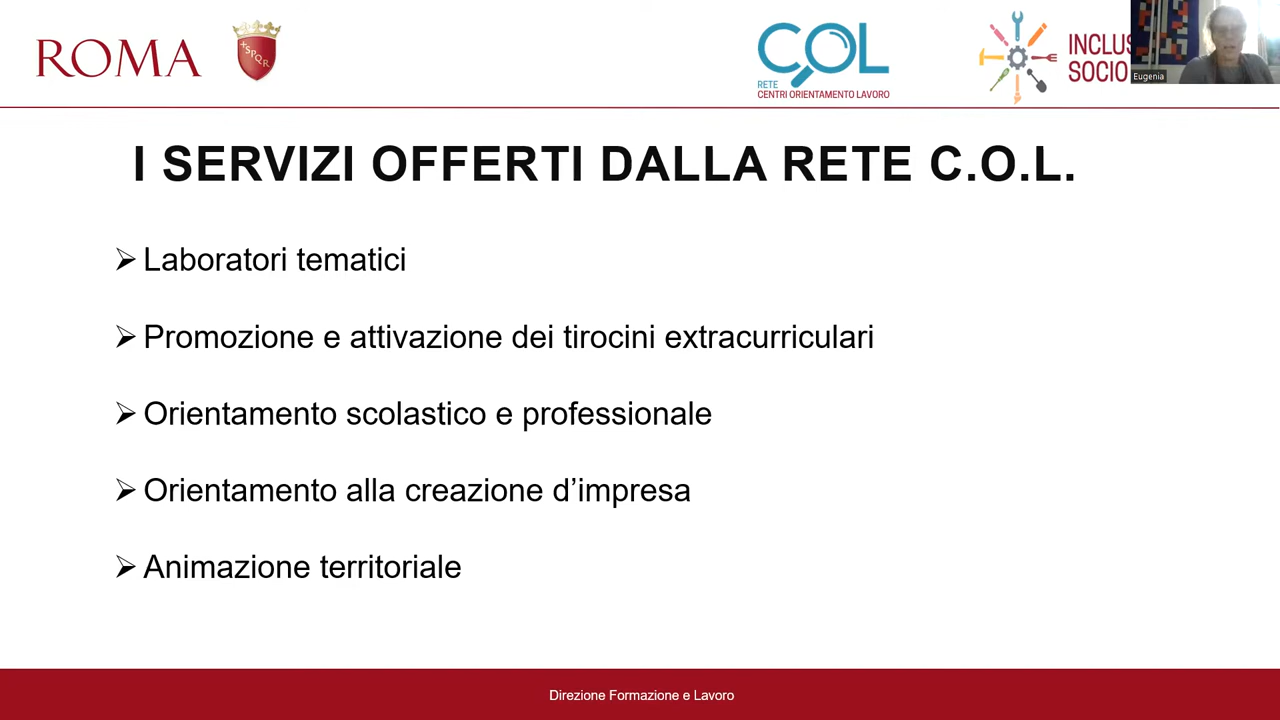 ROMA
SPQR
COL
RETE
CENTRI ORIENTAMENTO LAVORO
SOCIO
Eugenia
I SERVIZI OFFERTI DALLA RETE C.O.L.
Laboratori tematici
Promozione e attivazione dei tirocini extracurriculari
Orientamento scolastico e professionale
Orientamento alla creazione d’impresa
Animazione territoriale
Direzione Formazione e Lavoro